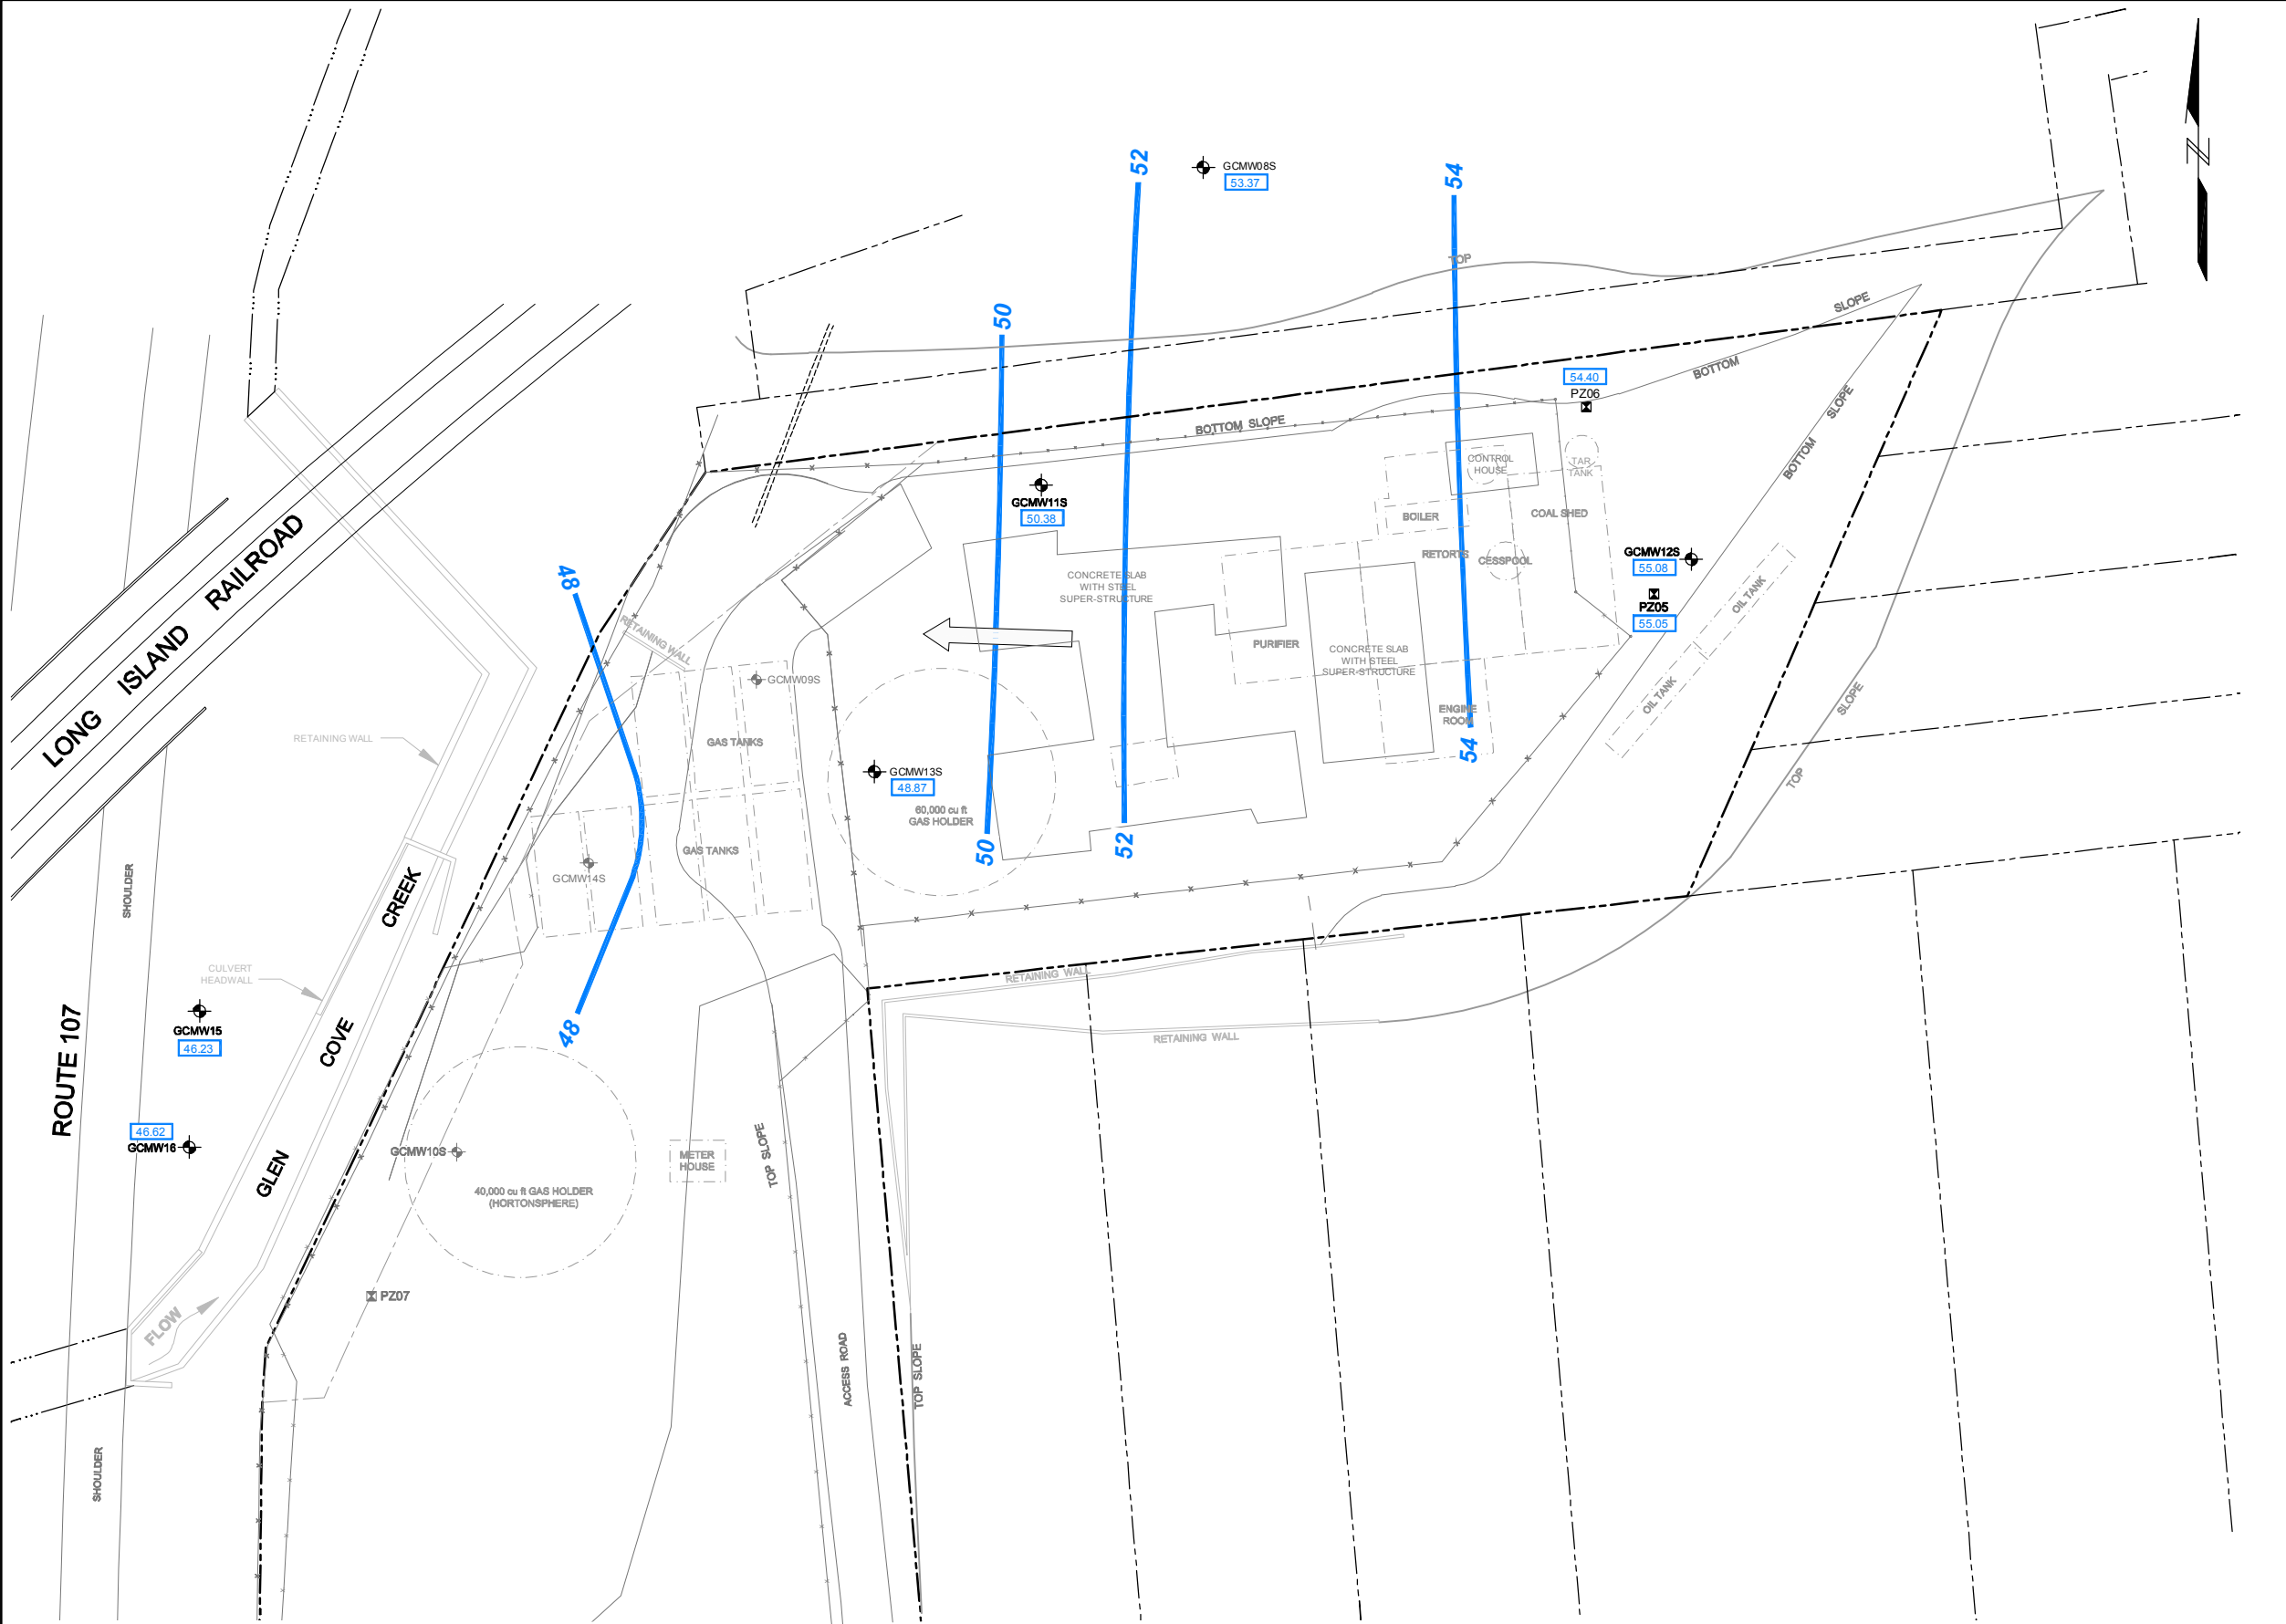 52
GCMW08S
53.37
54
N
TOP
SLOPE
50
BOTTOM
54.40
PZ06
SLOPE
BOTTOM SLOPE
BOTTOM
CONTROL
HOUSE
TAR
TANK
GCMW11S
50.38
BOILER
COAL SHED
LONG ISLAND RAILROAD
RETORTS
CESSPOOL
GCMW12S
55.08
PZ05
55.05
OIL TANK
OIL TANK
48
CONCRETE SLAB
WITH STEEL
SUPER-STRUCTURE
RETAINING WALL
PURIFIER
CONCRETE SLAB
WITH STEEL
SUPER-STRUCTURE
GCMW09S
SLOPE
ENGINE
ROOM
RETAINING WALL
GAS TANKS
54
TOP
GCMW13S
48.87
60,000 cu ft
GAS HOLDER
50
52
GAS TANKS
GCMW14S
SHOULDER
CREEK
CULVERT
HEADWALL
RETAINING WALL
GCMW15
46.23
COVE
48
RETAINING WALL
ROUTE 107
46.62
GCMW16
GLEN
GCMW10S
METER
HOUSE
TOP SLOPE
40,000 cu ft GAS HOLDER
(HORTONSPHERE)
PZ07
FLOW
ACCESS ROAD
TOP SLOPE
SHOULDER